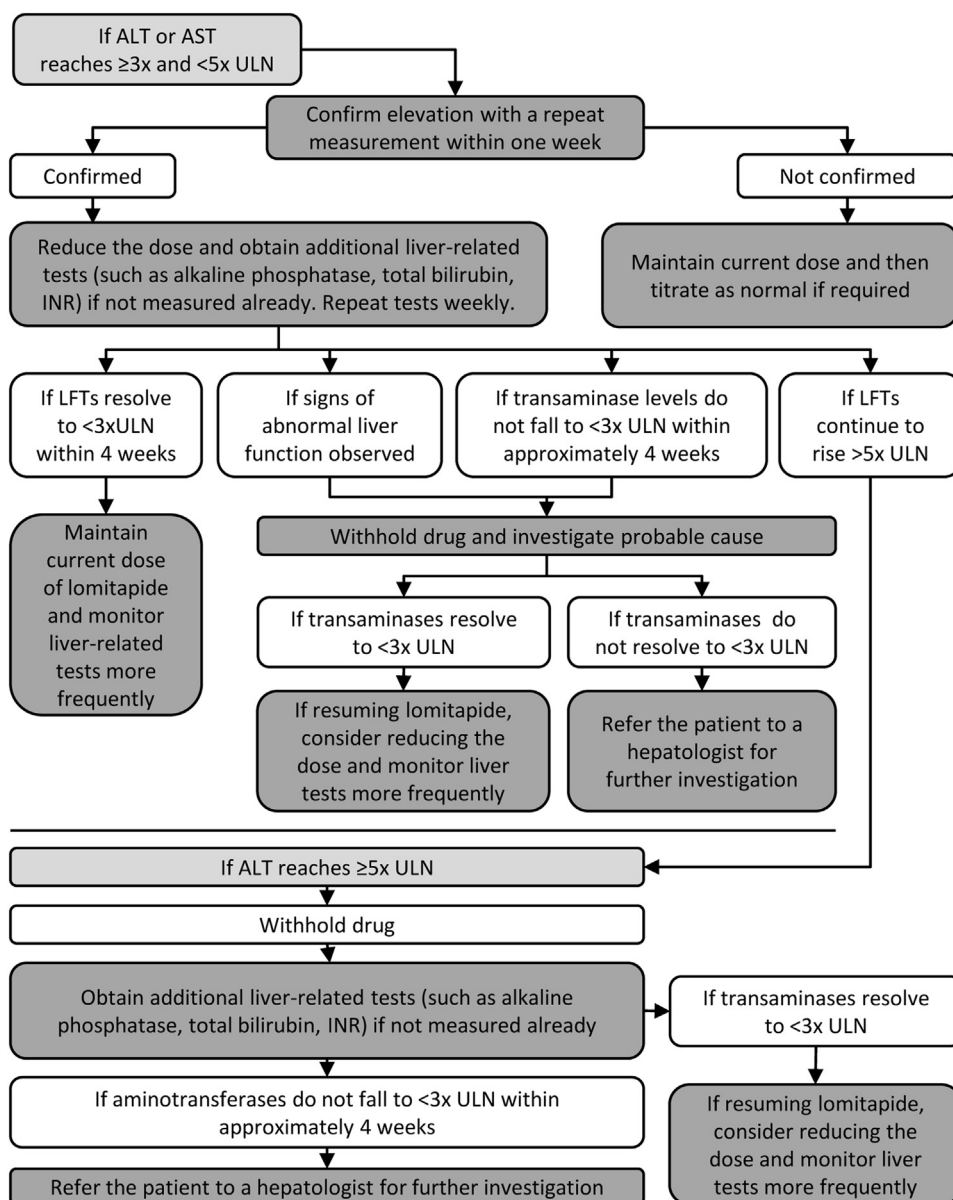 If ALT or AST
reaches ≥3x and <5x ULN
Confirm elevation with a repeat
measurement within one week
Confirmed
Not confirmed
Reduce the dose and obtain additional liver-related
tests (such as alkaline phosphatase, total bilirubin,
INR) if not measured already. Repeat tests weekly.
Maintain current dose and then
titrate as normal if required
If LFTs resolve
to <3xULN
within 4 weeks
If signs of
abnormal liver
function observed
If transaminase levels do
not fall to <3x ULN within
approximately 4 weeks
If LFTs
continue to
rise >5x ULN
Maintain
current dose
of lomitapide
and monitor
liver-related
tests more
frequently
Withhold drug and investigate probable cause
If transaminases resolve
to <3x ULN
If transaminases do
not resolve to <3x ULN
If resuming lomitapide,
consider reducing the
dose and monitor liver
tests more frequently
Refer the patient to a
hepatologist for
further investigation
If ALT reaches ≥5x ULN
Withhold drug
Obtain additional liver-related tests (such as alkaline
phosphatase, total bilirubin, INR) if not measured already
If transaminases resolve
to <3x ULN
If aminotransferases do not fall to <3x ULN within
approximately 4 weeks
If resuming lomitapide,
consider reducing the
dose and monitor liver
tests more frequently
Refer the patient to a hepatologist for further investigation